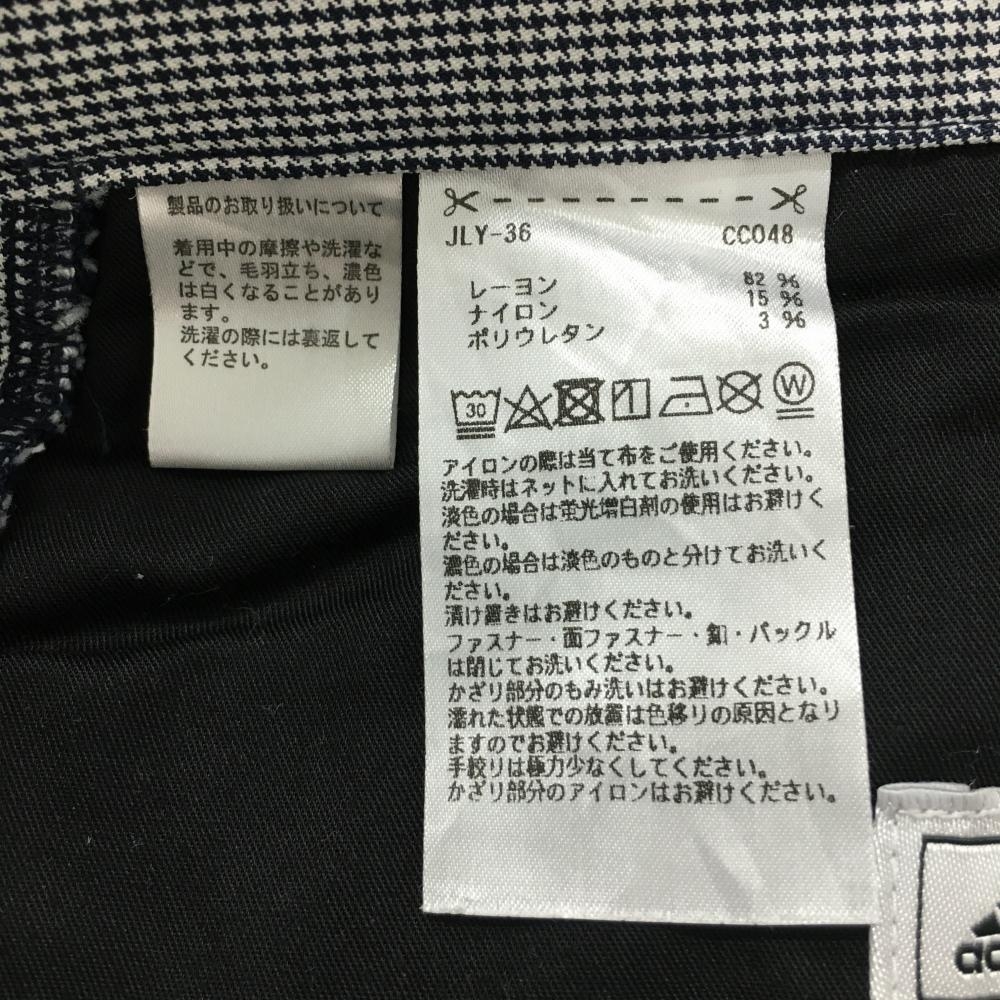 製品のお取り扱いについて
着用中の摩擦や洗濯な
どで、毛羽立ち、濃色
は白くなることがあり
ます。
洗濯の際には裏返して
ください。
JLY-36 CC048
レーヨン 82 %
ナイロン 15 %
ポリウレタン 3 %
30 W
アイロンの際は当て布をご使用ください。
洗濯時はネットに入れてお洗いください。
淡色の場合は蛍光増白剤の使用はお避けく
ださい。
濃色の場合は淡色のものと分けてお洗いく
ださい。
漬け置きはお避けください。
ファスナー・面ファスナー・釦・バックル
は閉じてお洗いください。
かざり部分のもみ洗いはお避けください。
濡れた状態での放置は色移りの原因となり
ますのでお避けください。
手絞りは極力少なくしてください。
かざり部分のアイロンはお避けください。